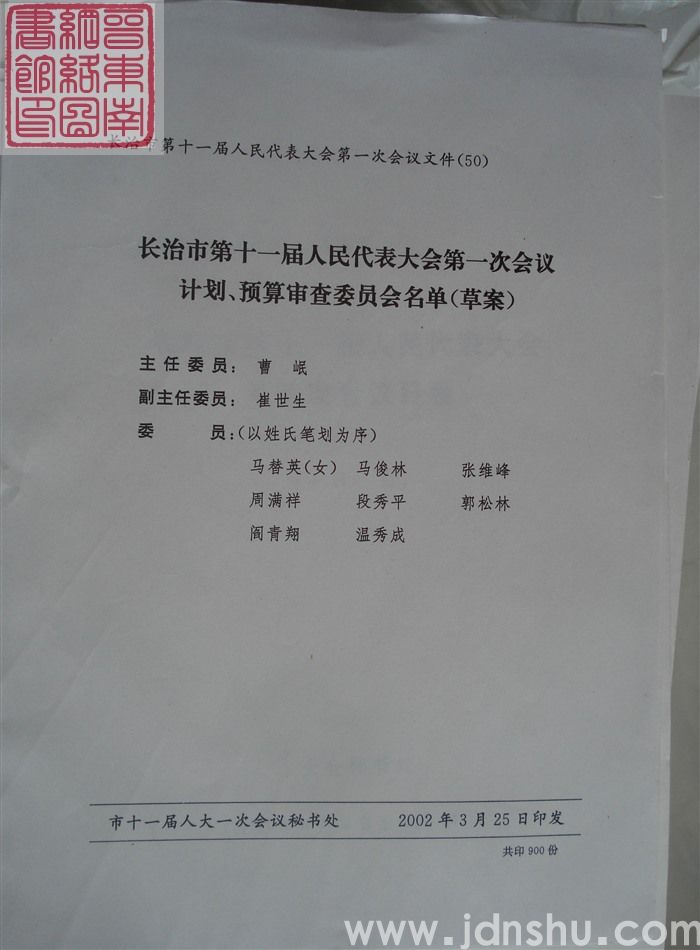 晋东南
网络图
书馆印
长治市第十一届人民代表大会第一次会议文件(50)
长治市第十一届人民代表大会第一次会议
计划、预算审查委员会名单(草案)
主任委员: 曹 岷
副主任委员: 崔世生
委 员:(以姓氏笔划为序)
马替英(女) 马俊林 张维峰
周满祥 段秀平 郭松林
阎青翔 温秀成
市十一届人大一次会议秘书处 2002年3月25日印发
共印900份
www.jdnshu.com